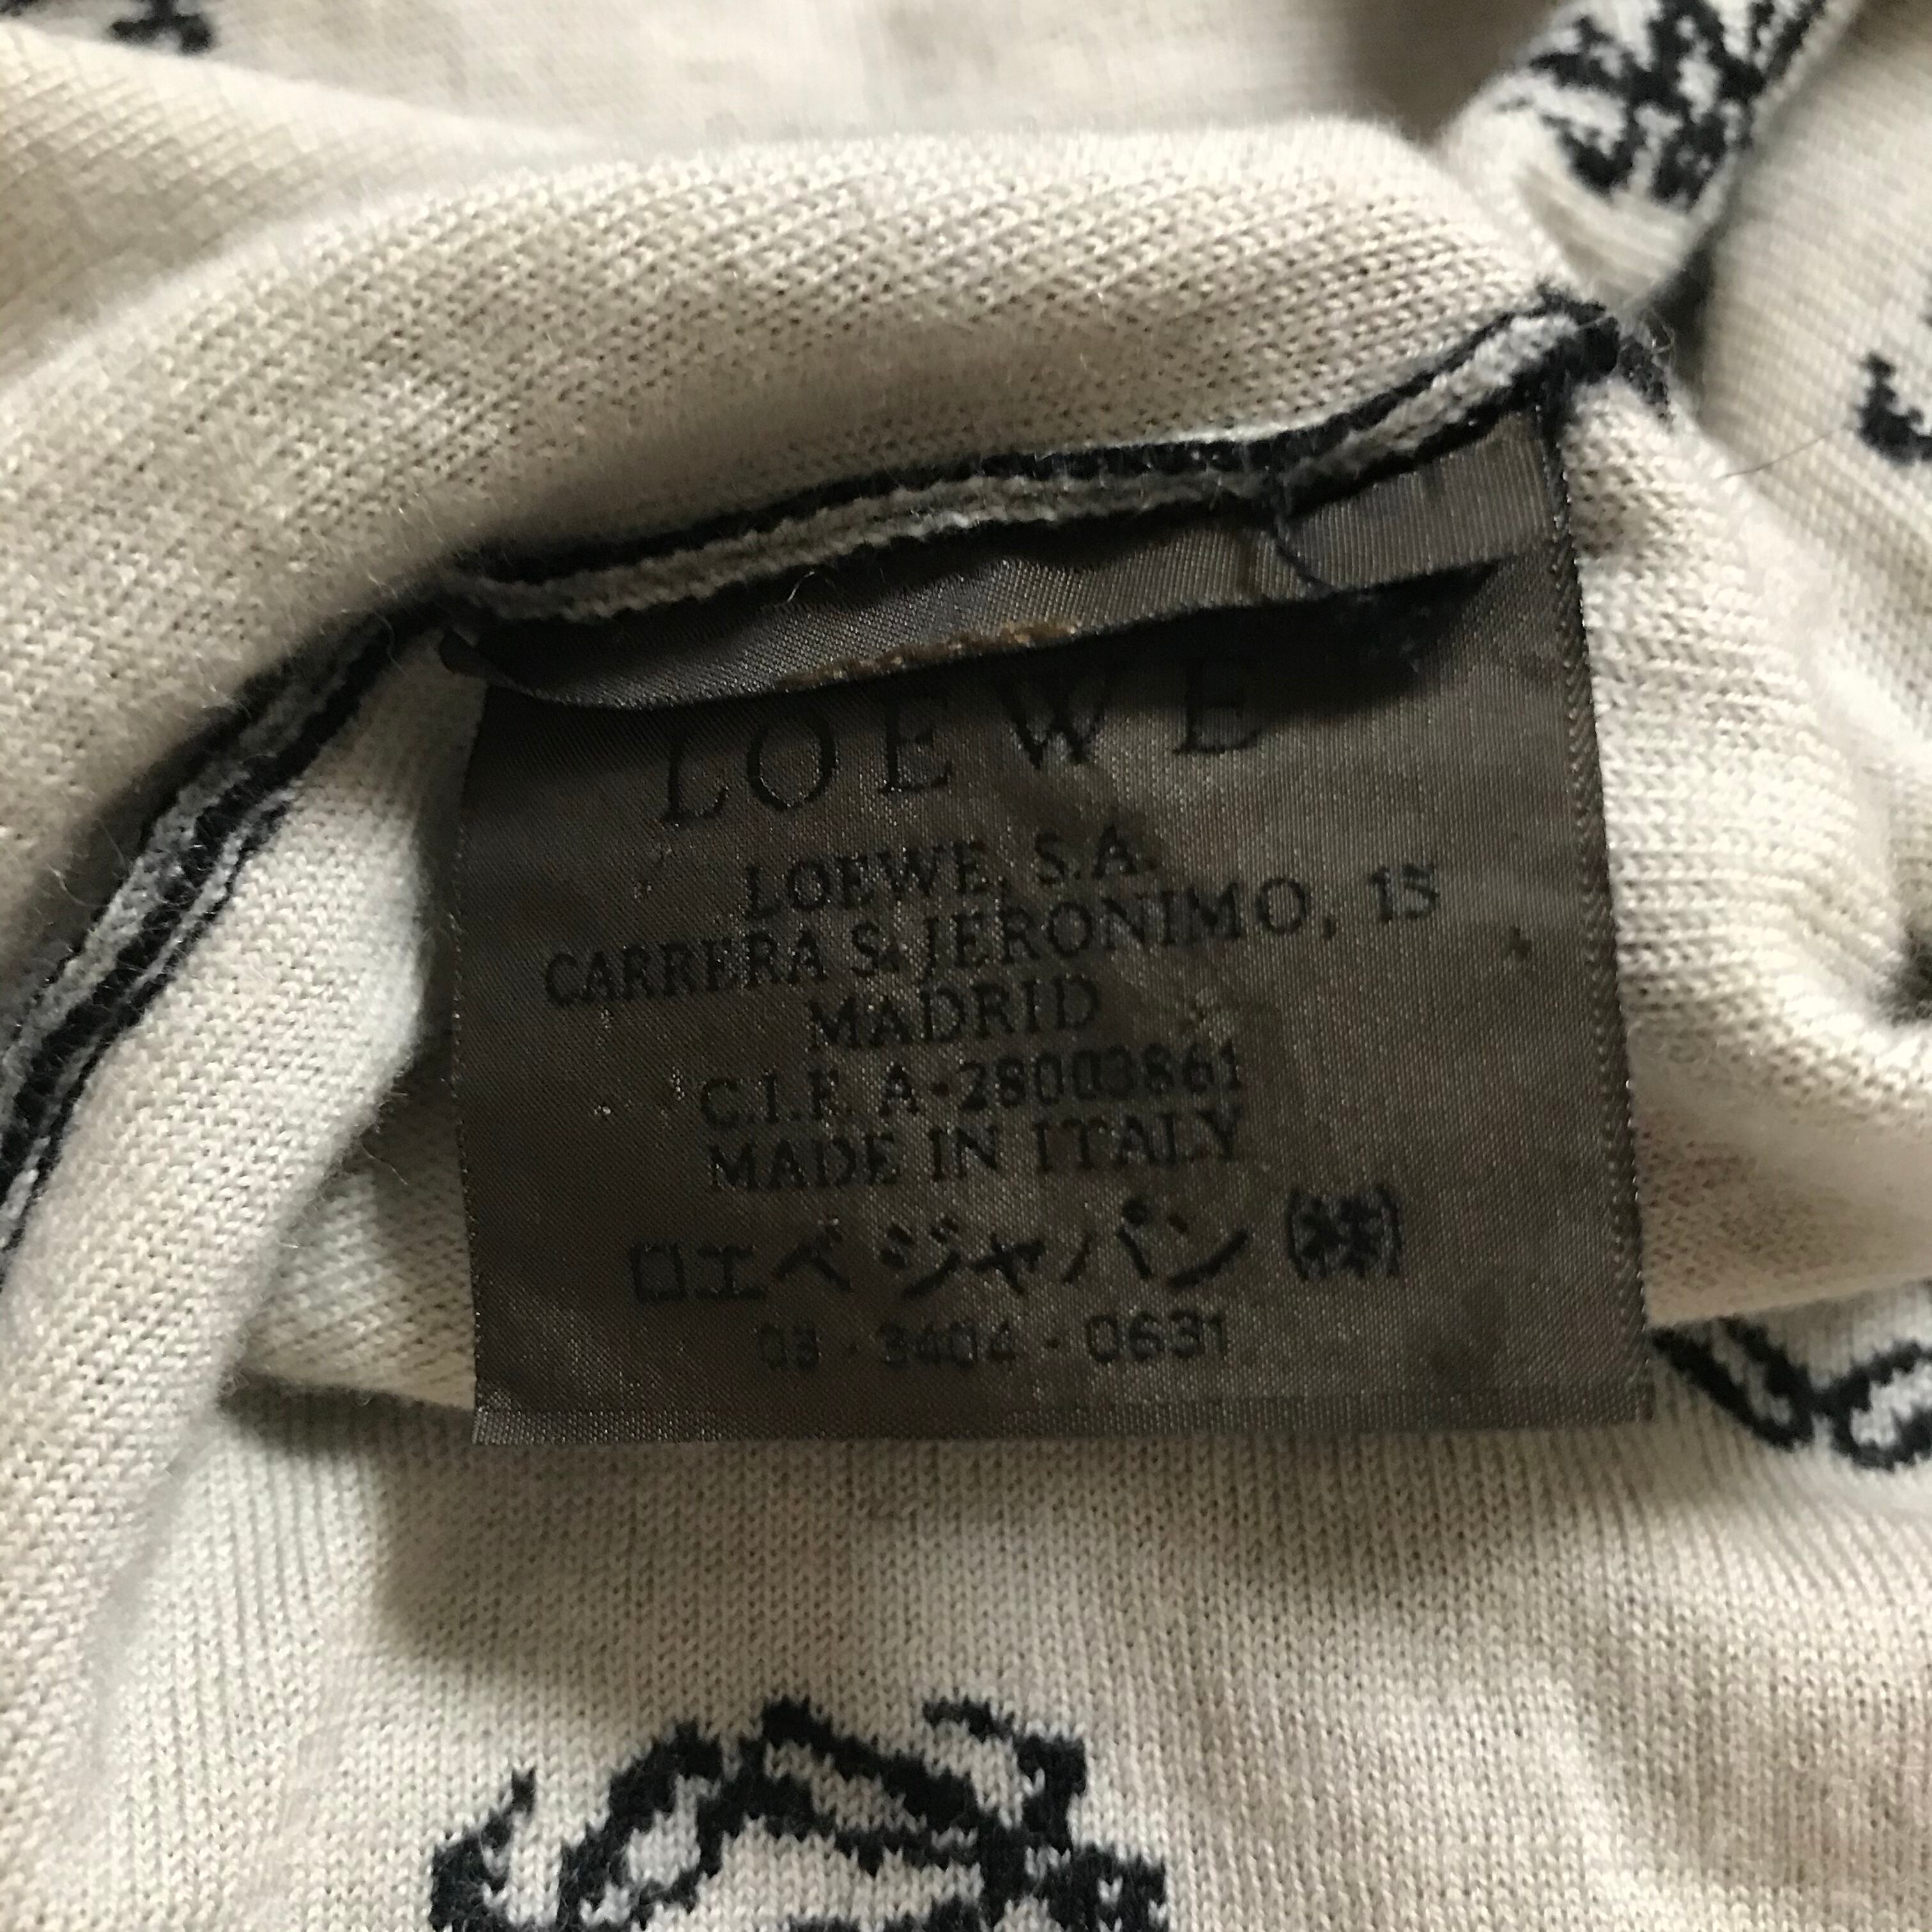 LOEWE
LOEWE, S.A.
CARRERA S. JERONIMO, 15
MADRID
C.I.F. A-28003861
MADE IN ITALY
ロエベ ジャパン (株)
03 - 3404 - 0631